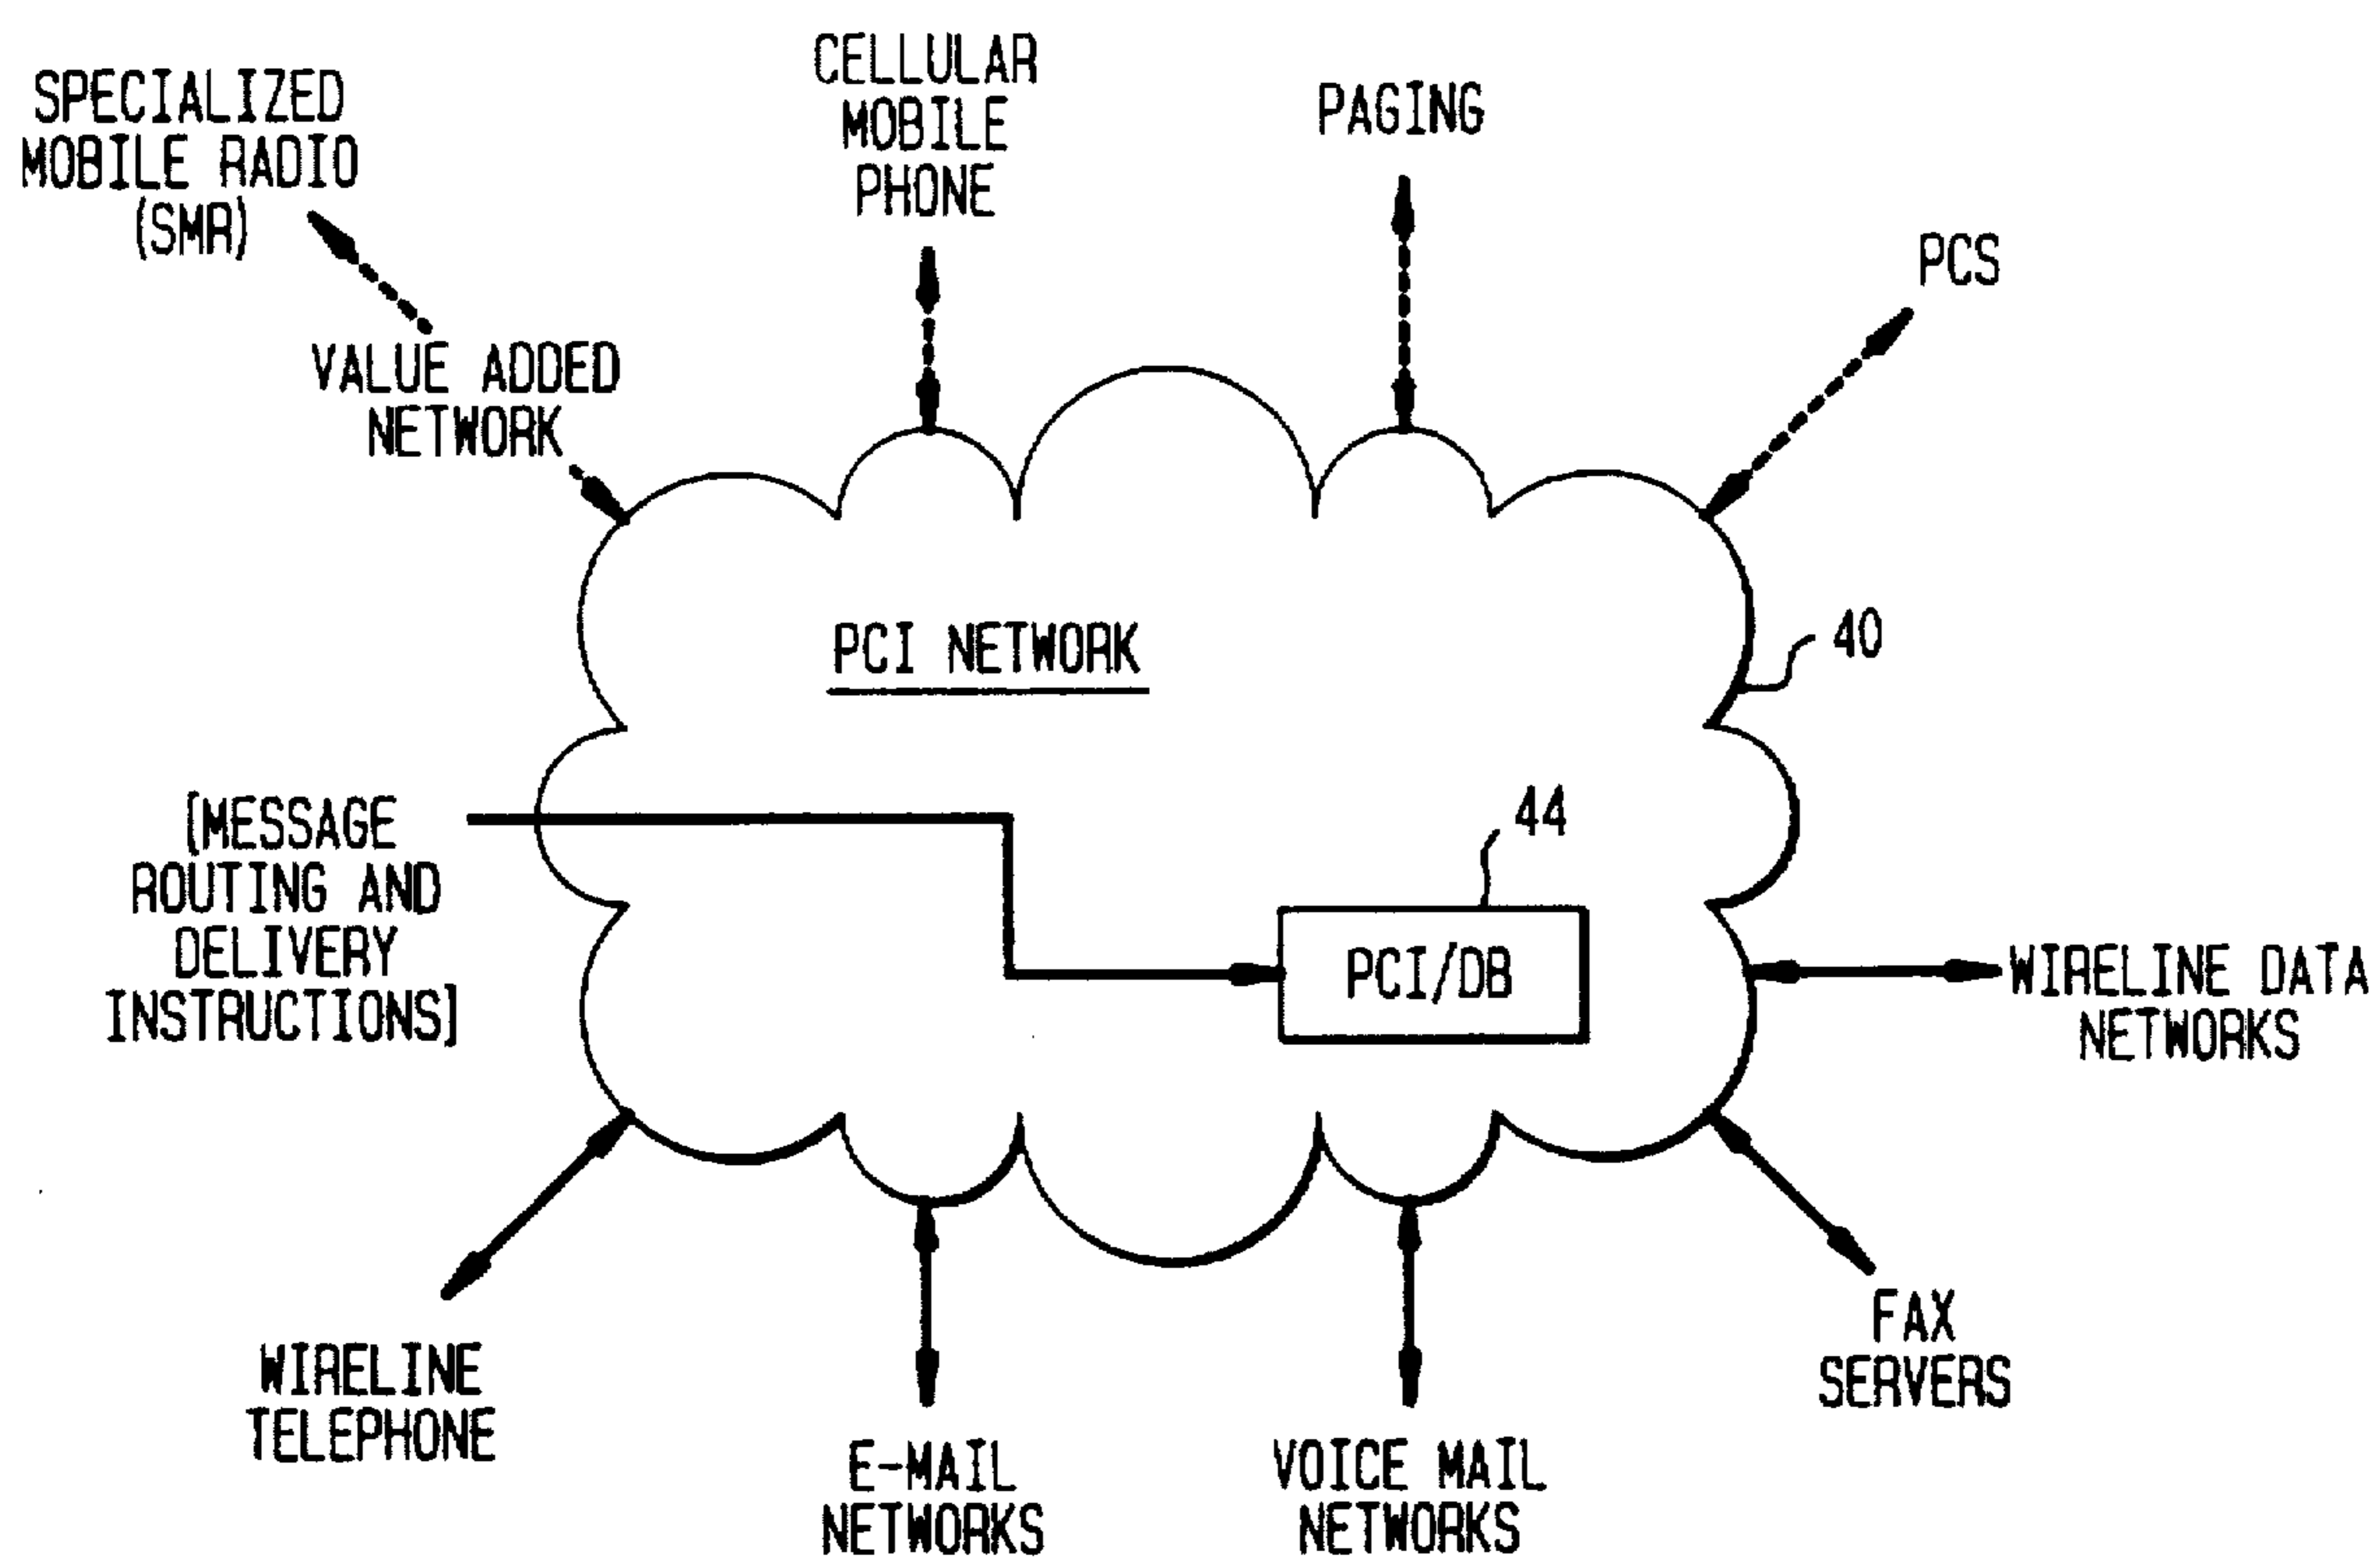 SPECIALIZED
MOBILE RADIO
(SMR)
CELLULAR
MOBILE
PHONE
PAGING
PCS
VALUE ADDED
NETWORK
PCI NETWORK
40
[MESSAGE
ROUTING AND
DELIVERY
INSTRUCTIONS]
44
PCI/DB
WIRELINE DATA
NETWORKS
WIRELINE
TELEPHONE
E-MAIL
NETWORKS
VOICE MAIL
NETWORKS
FAX
SERVERS